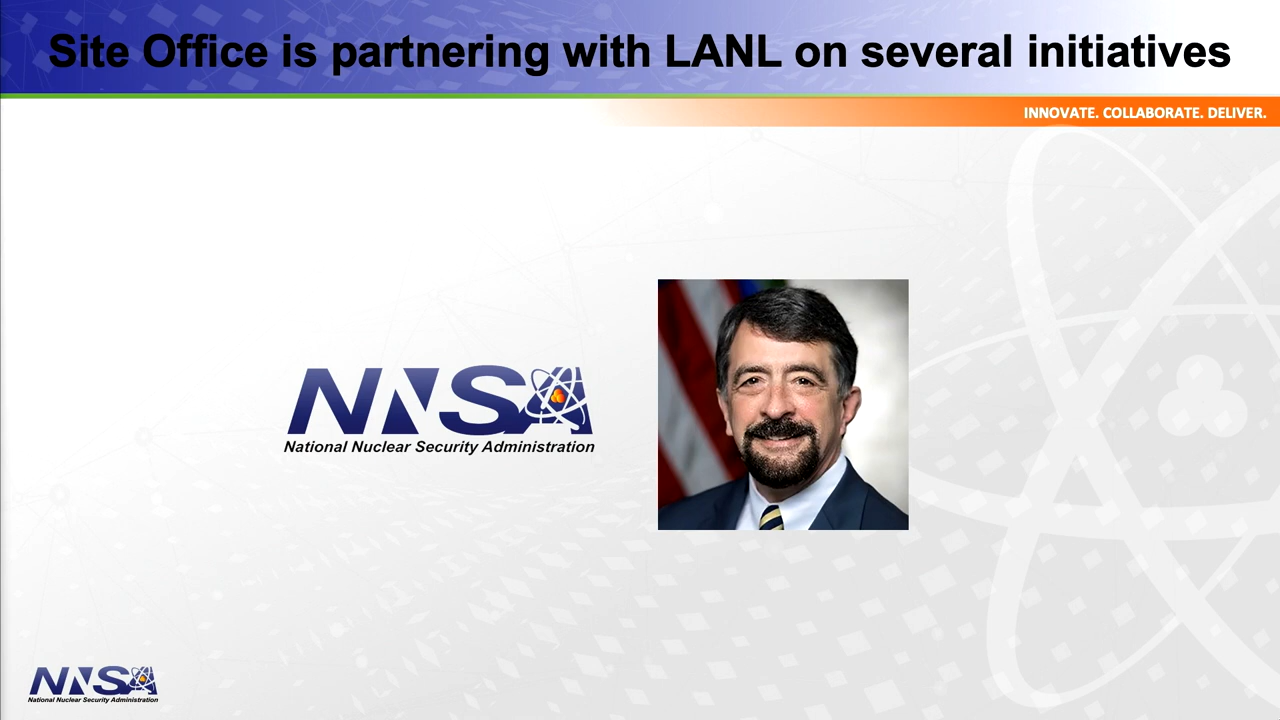 Site Office is partnering with LANL on several initiatives
INNOVATE. COLLABORATE. DELIVER.
NNSA
National Nuclear Security Administration
NNSA
National Nuclear Security Administration